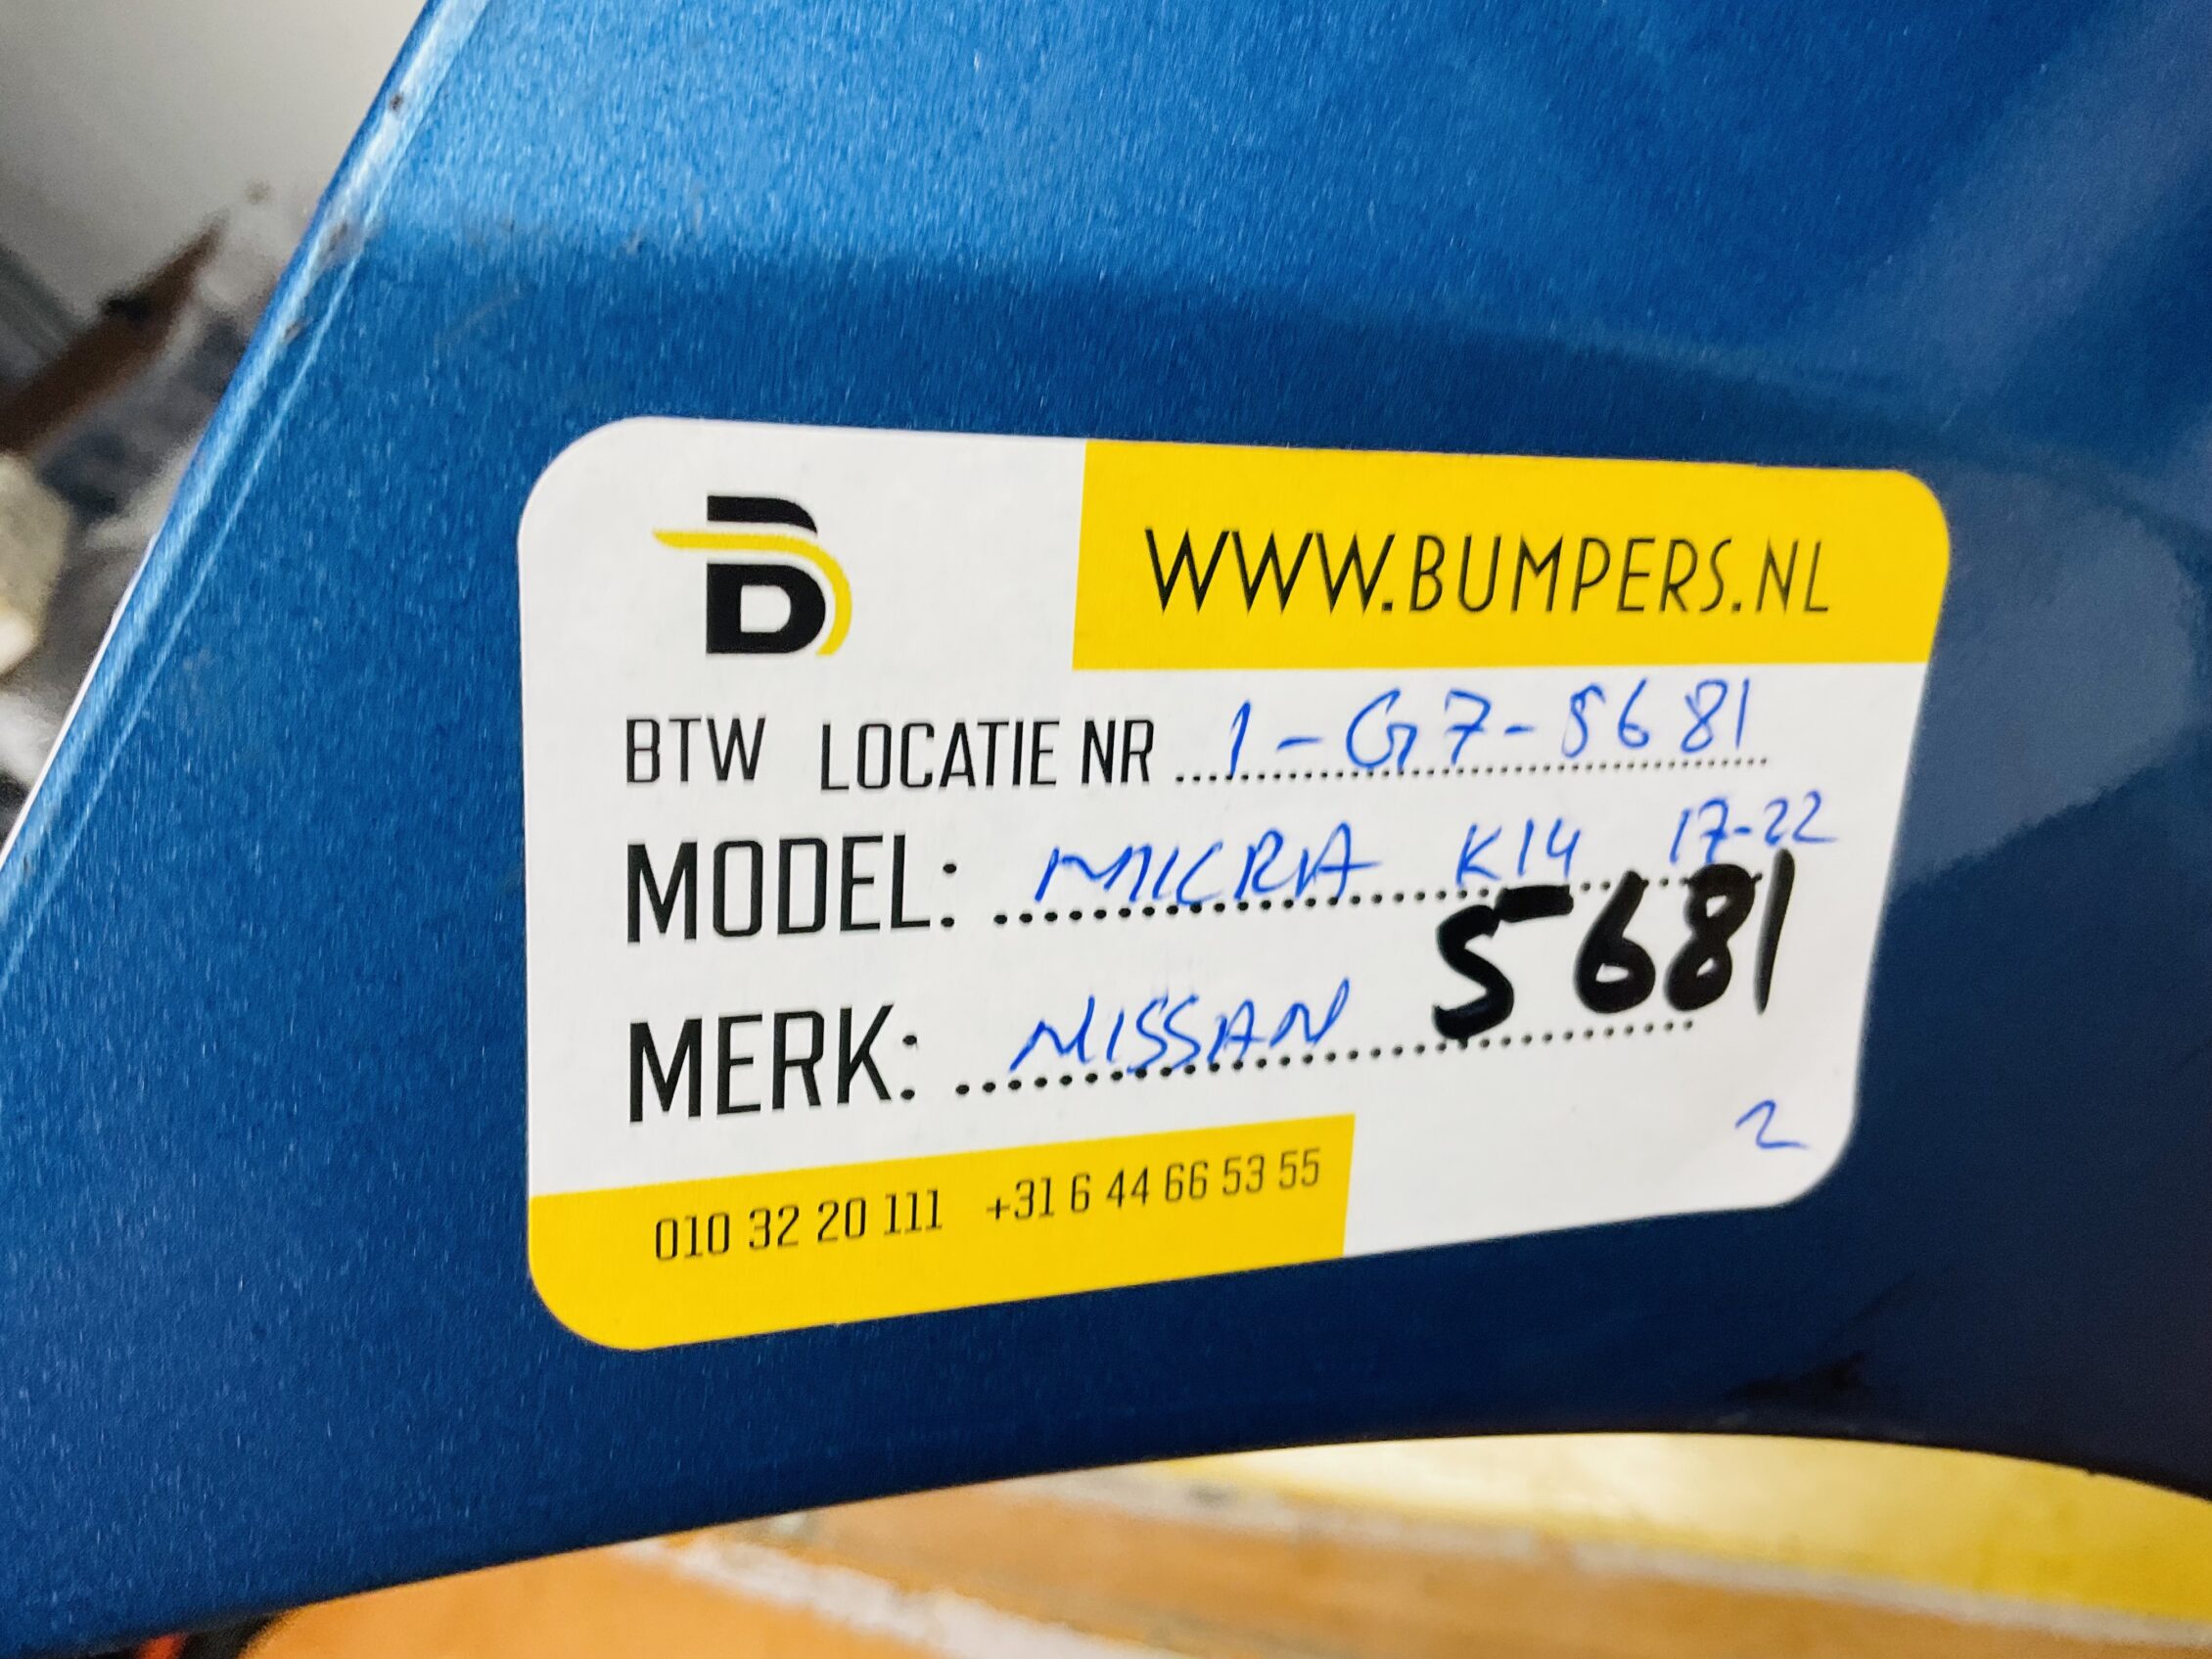 B
WWW.BUMPERS.NL
BTW LOCATIE NR 1-G7-5681
MODEL: MICRA K14 17-22
5681
MERK: NISSAN
2
010 32 20 111 +31 6 44 66 53 55